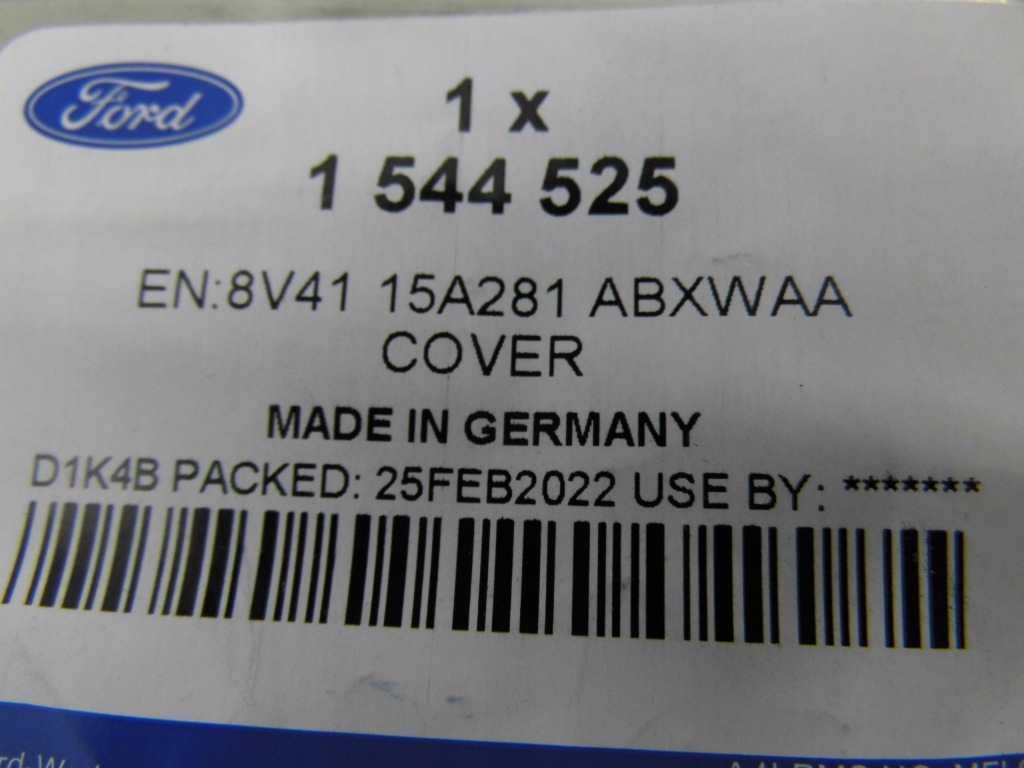 Ford
1 x
1 544 525
EN:8V41 15A281 ABXWAA
COVER
MADE IN GERMANY
D1K4B PACKED: 25FEB2022 USE BY: *******